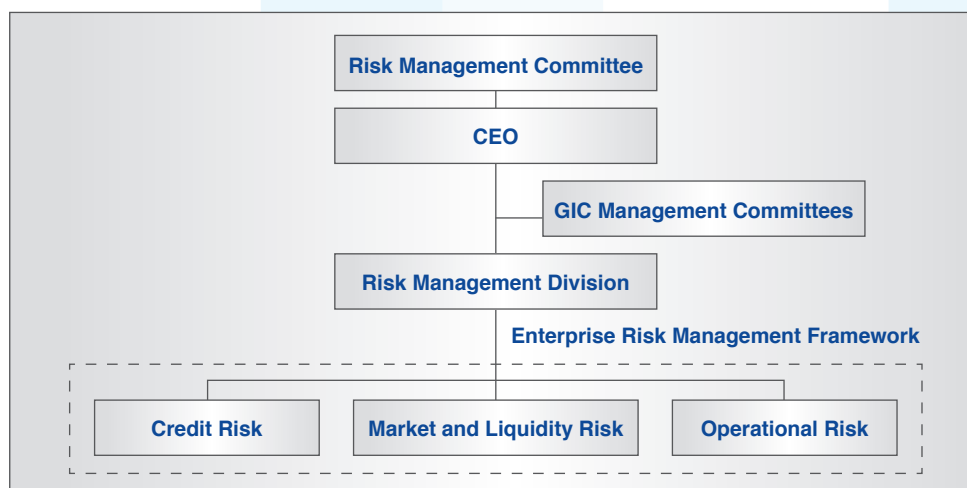 Risk Management Committee
CEO
GIC Management Committees
Risk Management Division
Enterprise Risk Management Framework
Credit Risk
Market and Liquidity Risk
Operational Risk